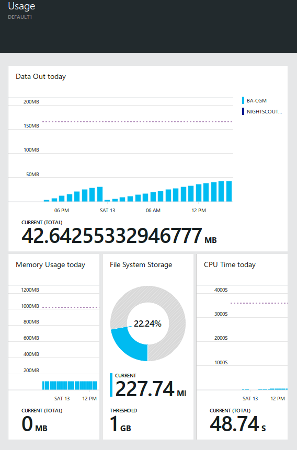 Usage
DEFAULT1
Data Out today
200MB
150MB
100MB
50MB
06 PM SAT 13 06 AM 12 PM
BA-CGM
NIGHTSCOUT...
CURRENT (TOTAL)
42.64255332946777 MB
Memory Usage today
1200MB
1000MB
800MB
600MB
400MB
200MB
SAT 13 12 PM
CURRENT (TOTAL)
0 MB
File System Storage
22.24%
CURRENT
227.74 MI
THRESHOLD
1 GB
CPU Time today
4000S
3000S
2000S
1000S
SAT 13 12 PM
CURRENT (TOTAL)
48.74 S